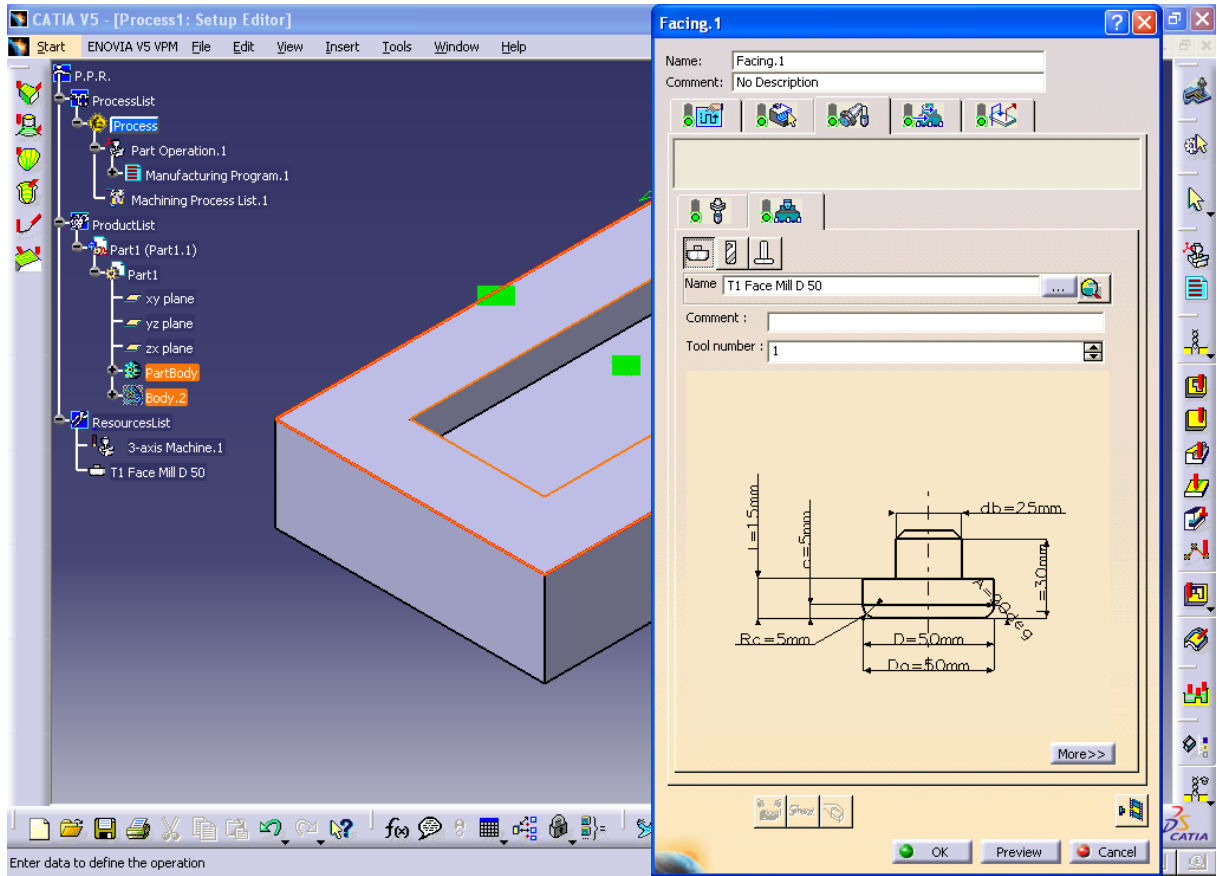 CATIA V5 - [Process1: Setup Editor]
Start ENOVIA V5 VPM File Edit View Insert Tools Window Help
P.P.R.
ProcessList
Process
Part Operation.1
Manufacturing Program.1
Machining Process List.1
ProductList
Part1 (Part1.1)
Part1
xy plane
yz plane
zx plane
PartBody
Body.2
ResourcesList
3-axis Machine.1
T1 Face Mill D 50
Facing.1
Name: Facing.1
Comment: No Description
Name T1 Face Mill D 50 ...
Comment :
Tool number : 1
db=25mm
l=15mm
c=5mm
L=30mm
A=90deg
Rc=5mm
D=50mm
Da=50mm
More>>
OK Preview Cancel
f(x)
CATIA
Enter data to define the operation